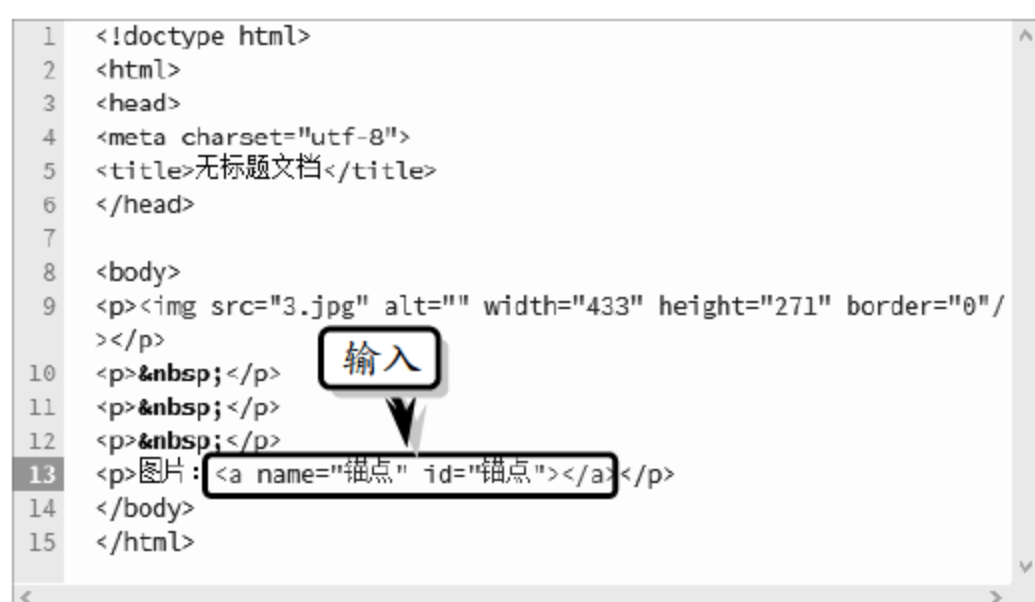 1 <!doctype html>
2 <html>
3 <head>
4 <meta charset="utf-8">
5 <title>无标题文档</title>
6 </head>
7
8 <body>
9 <p><img src="3.jpg" alt="" width="433" height="271" border="0"/
></p>
输入
10 <p>&nbsp;</p>
11 <p>&nbsp;</p>
12 <p>&nbsp;</p>
13 <p>图片：<a name="锚点" id="锚点"></a></p>
14 </body>
15 </html>